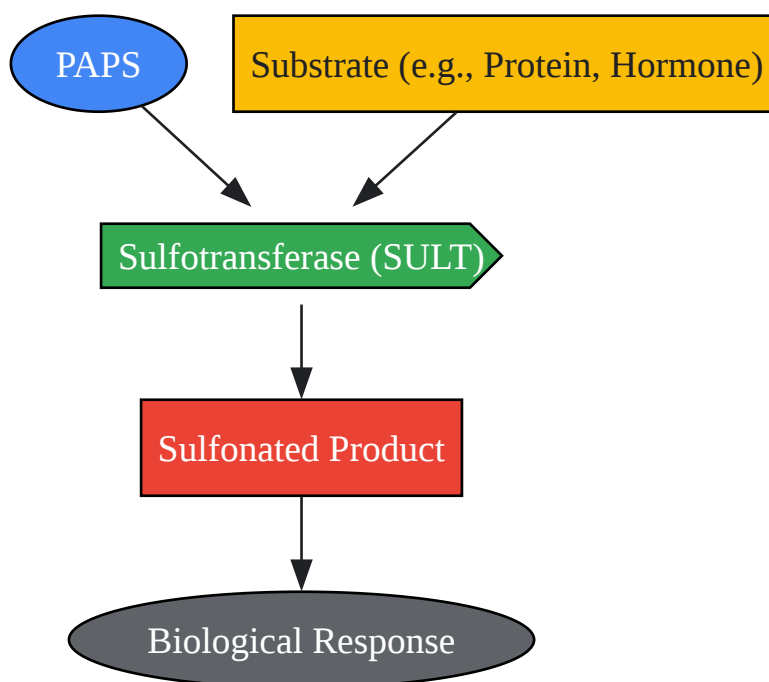 PAPS
Substrate (e.g., Protein, Hormone)
Sulfotransferase (SULT)
Sulfonated Product
Biological Response